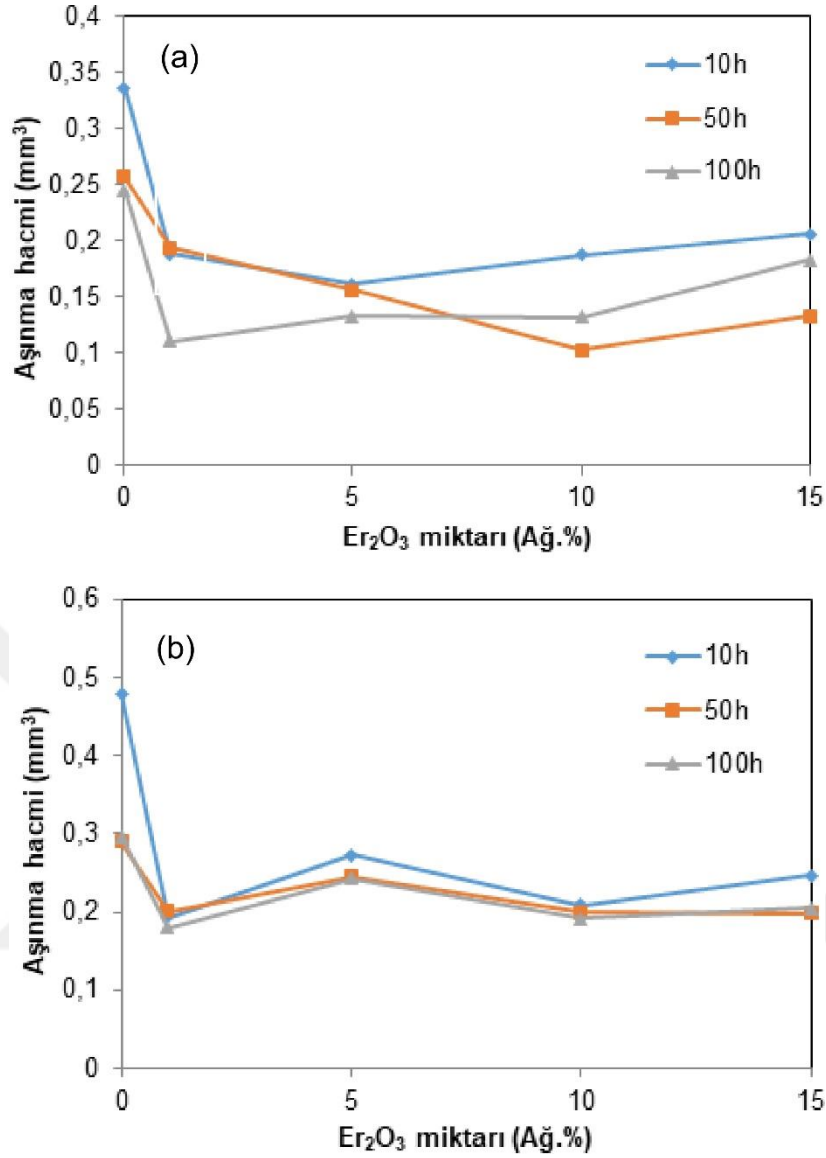 (a)
Aşınma hacmi (mm³)
0,4
0,35
0,3
0,25
0,2
0,15
0,1
0,05
0
10h
50h
100h
0 5 10 15
Er₂O₃ miktarı (Ağ.%)
(b)
Aşınma hacmi (mm³)
0,6
0,5
0,4
0,3
0,2
0,1
0
10h
50h
100h
0 5 10 15
Er₂O₃ miktarı (Ağ.%)